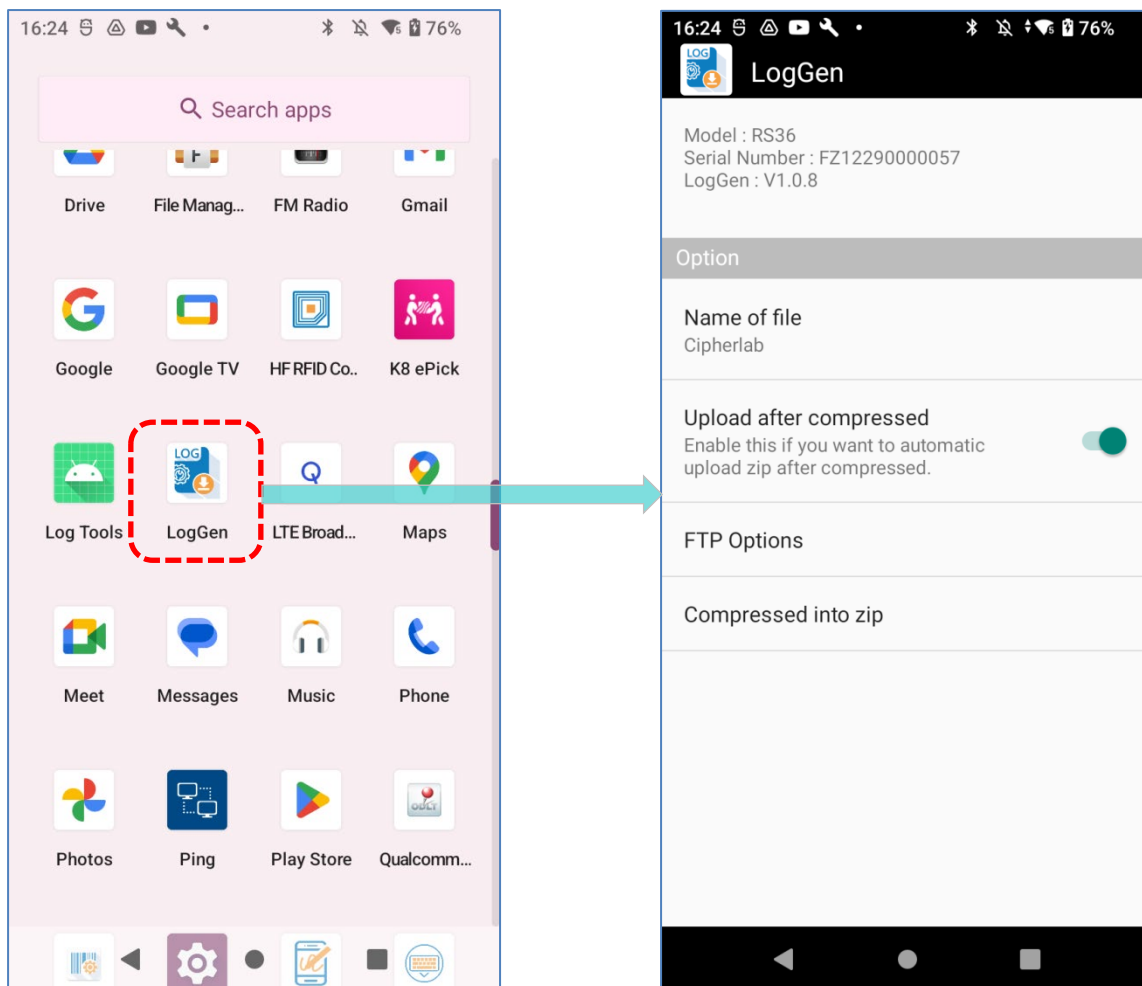 16:24 76%
Search apps
Drive File Manag... FM Radio Gmail
Google Google TV HF RFID Co.. K8 ePick
LOG
Log Tools LogGen LTE Broad... Maps
Meet Messages Music Phone
ODLT
Photos Ping Play Store Qualcomm...
16:24 76%
LOG
LogGen
Model : RS36
Serial Number : FZ12290000057
LogGen : V1.0.8
Option
Name of file
Cipherlab
Upload after compressed
Enable this if you want to automatic
upload zip after compressed.
FTP Options
Compressed into zip